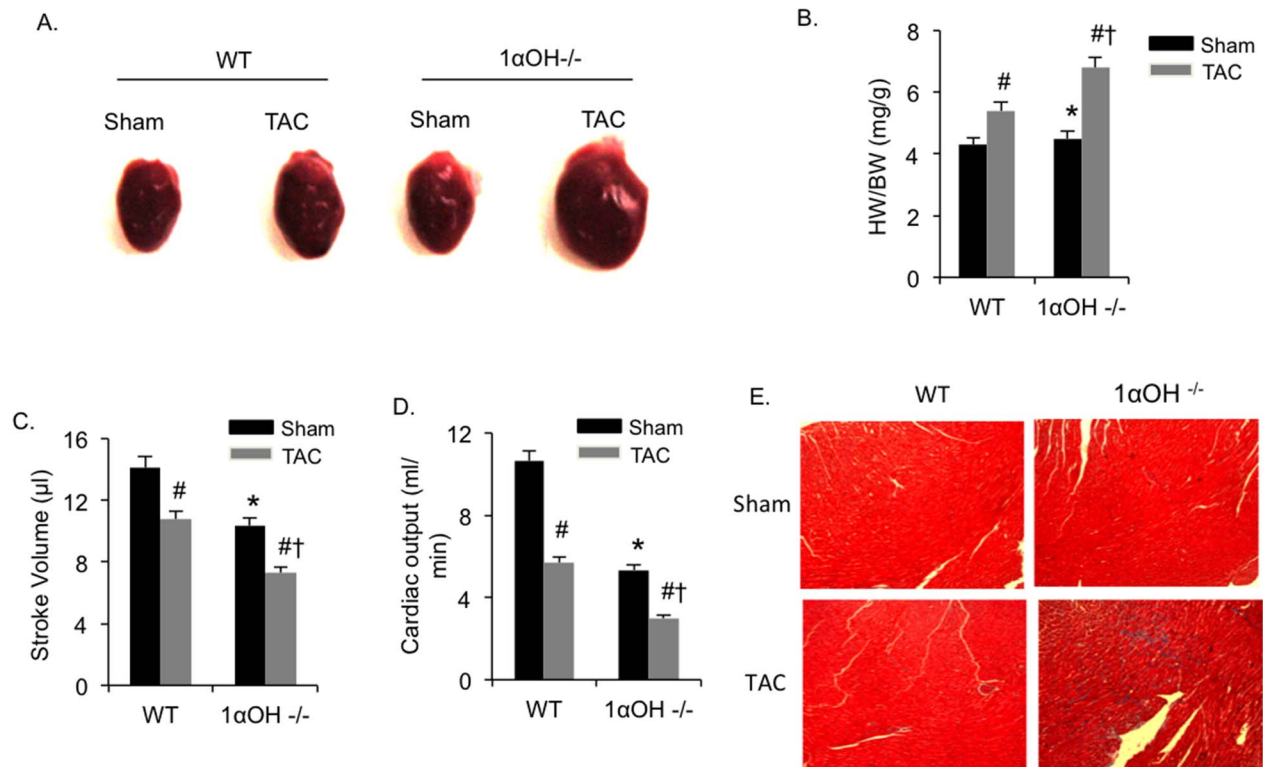 A.
WT
1αOH-/-
Sham
TAC
Sham
TAC
B.
8
6
4
2
0
HW/BW (mg/g)
#
*
#†
Sham
TAC
WT
1αOH -/-
C.
16
12
8
4
0
Stroke Volume (µl)
Sham
TAC
#
*
#†
WT
1αOH -/-
D.
12
8
4
0
Cardiac output (ml/
min)
Sham
TAC
#
*
#†
WT
1αOH -/-
E.
WT
1αOH -/-
Sham
TAC